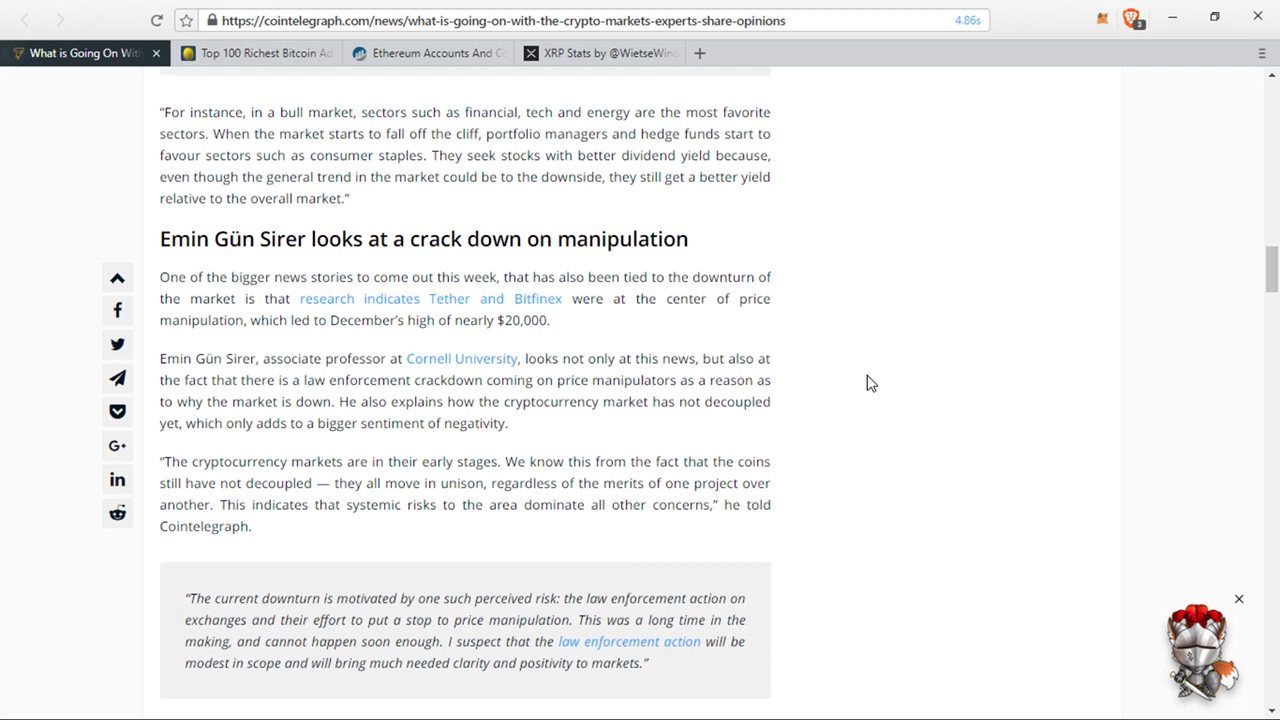 https://cointelegraph.com/news/what-is-going-on-with-the-crypto-markets-experts-share-opinions
4.86s
3
What is Going On Wit
Top 100 Richest Bitcoin Ad
Ethereum Accounts And Co
XRP Stats by @WietseWind
“For instance, in a bull market, sectors such as financial, tech and energy are the most favorite
sectors. When the market starts to fall off the cliff, portfolio managers and hedge funds start to
favour sectors such as consumer staples. They seek stocks with better dividend yield because,
even though the general trend in the market could be to the downside, they still get a better yield
relative to the overall market.”
Emin Gün Sirer looks at a crack down on manipulation
One of the bigger news stories to come out this week, that has also been tied to the downturn of
the market is that research indicates Tether and Bitfinex were at the center of price
manipulation, which led to December’s high of nearly $20,000.
Emin Gün Sirer, associate professor at Cornell University, looks not only at this news, but also at
the fact that there is a law enforcement crackdown coming on price manipulators as a reason as
to why the market is down. He also explains how the cryptocurrency market has not decoupled
yet, which only adds to a bigger sentiment of negativity.
“The cryptocurrency markets are in their early stages. We know this from the fact that the coins
still have not decoupled — they all move in unison, regardless of the merits of one project over
another. This indicates that systemic risks to the area dominate all other concerns,” he told
Cointelegraph.
“The current downturn is motivated by one such perceived risk: the law enforcement action on
exchanges and their effort to put a stop to price manipulation. This was a long time in the
making, and cannot happen soon enough. I suspect that the law enforcement action will be
modest in scope and will bring much needed clarity and positivity to markets.”